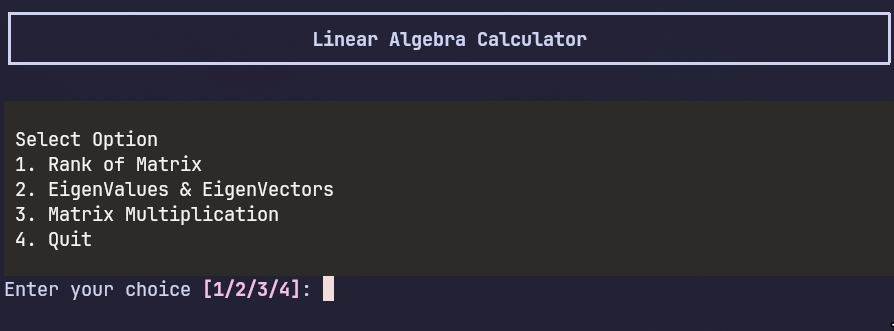 Linear Algebra Calculator
Select Option
1. Rank of Matrix
2. EigenValues & EigenVectors
3. Matrix Multiplication
4. Quit
Enter your choice [1/2/3/4]: